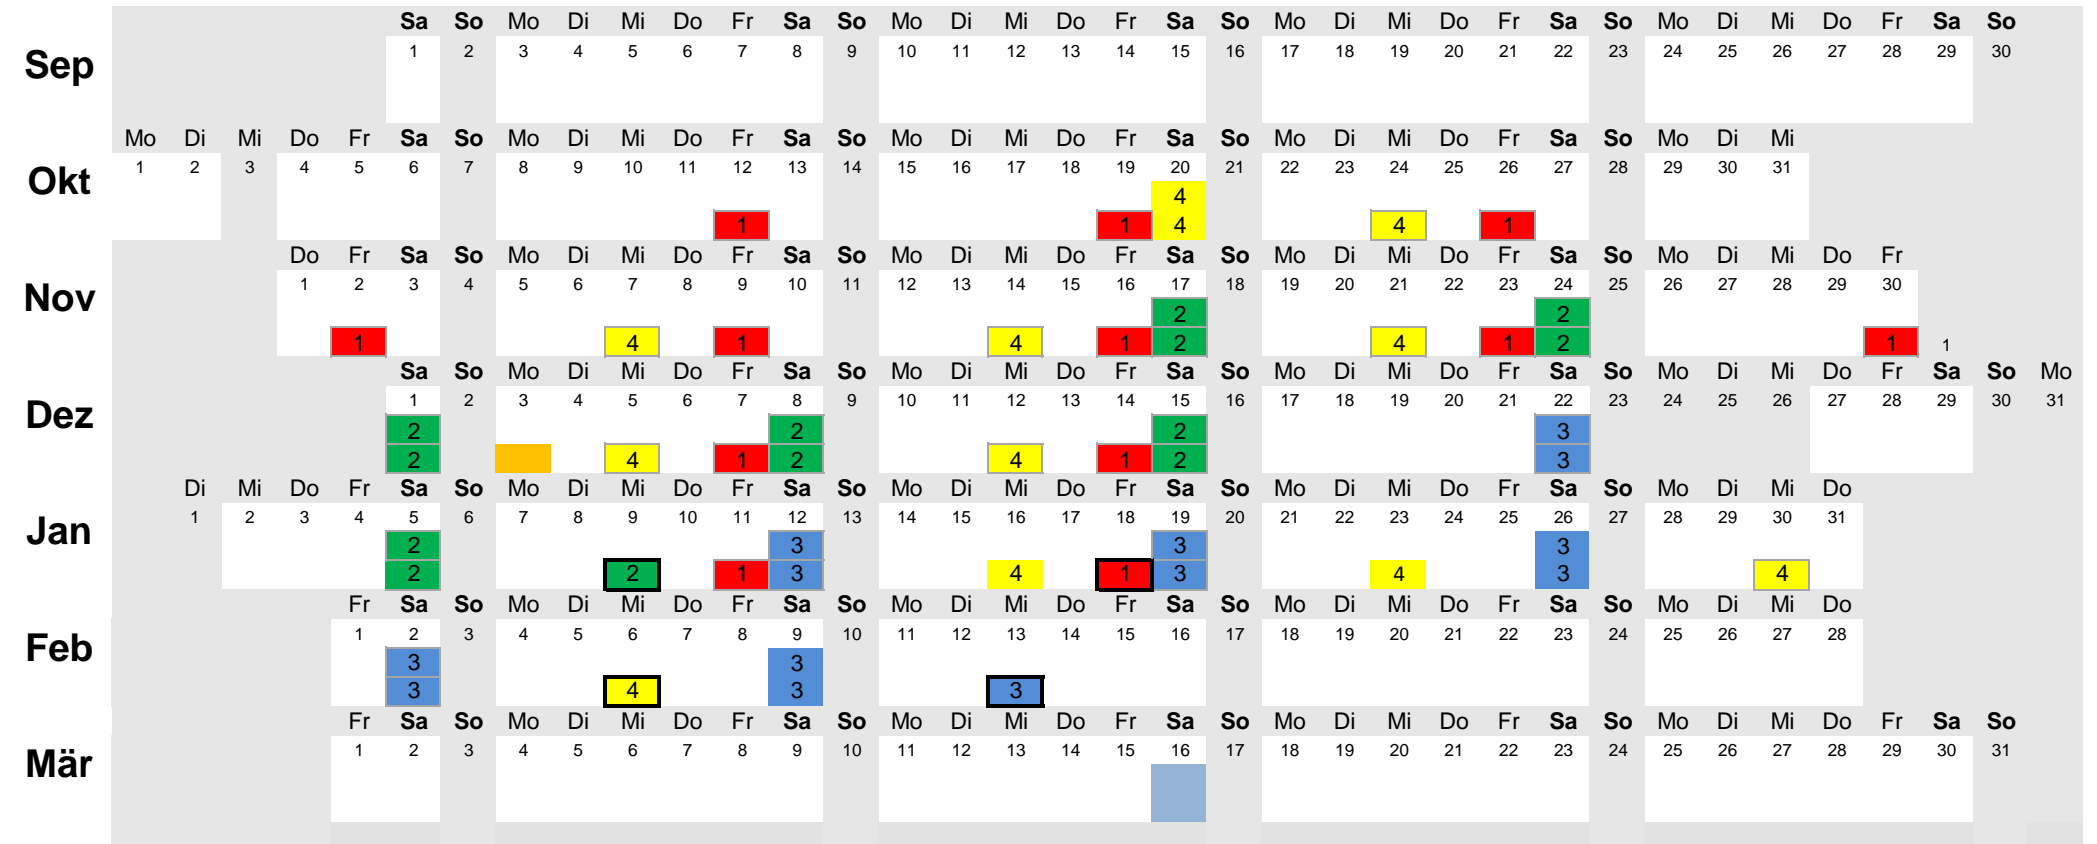 Sa So Mo Di Mi Do Fr Sa So Mo Di Mi Do Fr Sa So Mo Di Mi Do Fr Sa So Mo Di Mi Do Fr Sa So
Sep 1 2 3 4 5 6 7 8 9 10 11 12 13 14 15 16 17 18 19 20 21 22 23 24 25 26 27 28 29 30
Mo Di Mi Do Fr Sa So Mo Di Mi Do Fr Sa So Mo Di Mi Do Fr Sa So Mo Di Mi Do Fr Sa So Mo Di Mi
Okt 1 2 3 4 5 6 7 8 9 10 11 12 13 14 15 16 17 18 19 20 21 22 23 24 25 26 27 28 29 30 31
4
1 1 4 4 1
Do Fr Sa So Mo Di Mi Do Fr Sa So Mo Di Mi Do Fr Sa So Mo Di Mi Do Fr Sa So Mo Di Mi Do Fr
Nov 1 2 3 4 5 6 7 8 9 10 11 12 13 14 15 16 17 18 19 20 21 22 23 24 25 26 27 28 29 30
2 2
1 4 1 4 1 2 4 1 2 1 1
Sa So Mo Di Mi Do Fr Sa So Mo Di Mi Do Fr Sa So Mo Di Mi Do Fr Sa So Mo Di Mi Do Fr Sa So Mo
Dez 1 2 3 4 5 6 7 8 9 10 11 12 13 14 15 16 17 18 19 20 21 22 23 24 25 26 27 28 29 30 31
2 2 2 3
2 4 1 2 4 1 2 3
Di Mi Do Fr Sa So Mo Di Mi Do Fr Sa So Mo Di Mi Do Fr Sa So Mo Di Mi Do Fr Sa So Mo Di Mi Do
Jan 1 2 3 4 5 6 7 8 9 10 11 12 13 14 15 16 17 18 19 20 21 22 23 24 25 26 27 28 29 30 31
2 3 3 3
2 2 1 3 4 1 3 4 3 4
Fr Sa So Mo Di Mi Do Fr Sa So Mo Di Mi Do Fr Sa So Mo Di Mi Do Fr Sa So Mo Di Mi Do
Feb 1 2 3 4 5 6 7 8 9 10 11 12 13 14 15 16 17 18 19 20 21 22 23 24 25 26 27 28
3 3
3 4 3 3
Fr Sa So Mo Di Mi Do Fr Sa So Mo Di Mi Do Fr Sa So Mo Di Mi Do Fr Sa So Mo Di Mi Do Fr Sa So
Mär 1 2 3 4 5 6 7 8 9 10 11 12 13 14 15 16 17 18 19 20 21 22 23 24 25 26 27 28 29 30 31